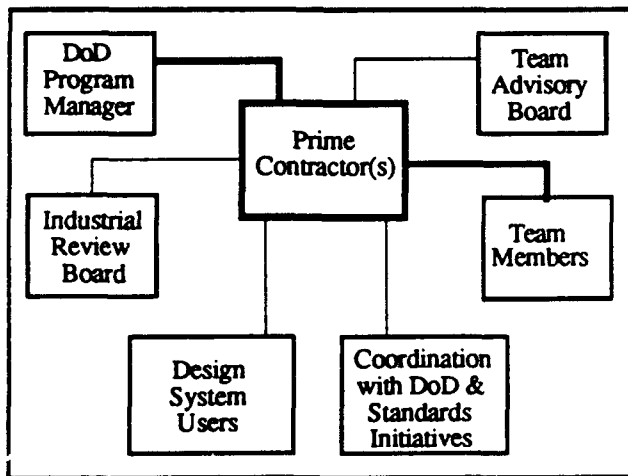 DoD
Program
Manager
Team
Advisory
Board
Prime
Contractor(s)
Industrial
Review
Board
Team
Members
Design
System
Users
Coordination
with DoD &
Standards
Initiatives